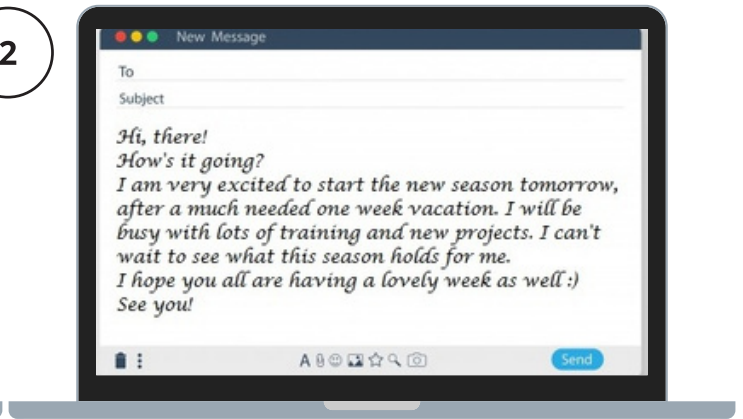 2
New Message
To
Subject
Hi, there!
How's it going?
I am very excited to start the new season tomorrow,
after a much needed one week vacation. I will be
busy with lots of training and new projects. I can't
wait to see what this season holds for me.
I hope you all are having a lovely week as well :)
See you!
A
Send